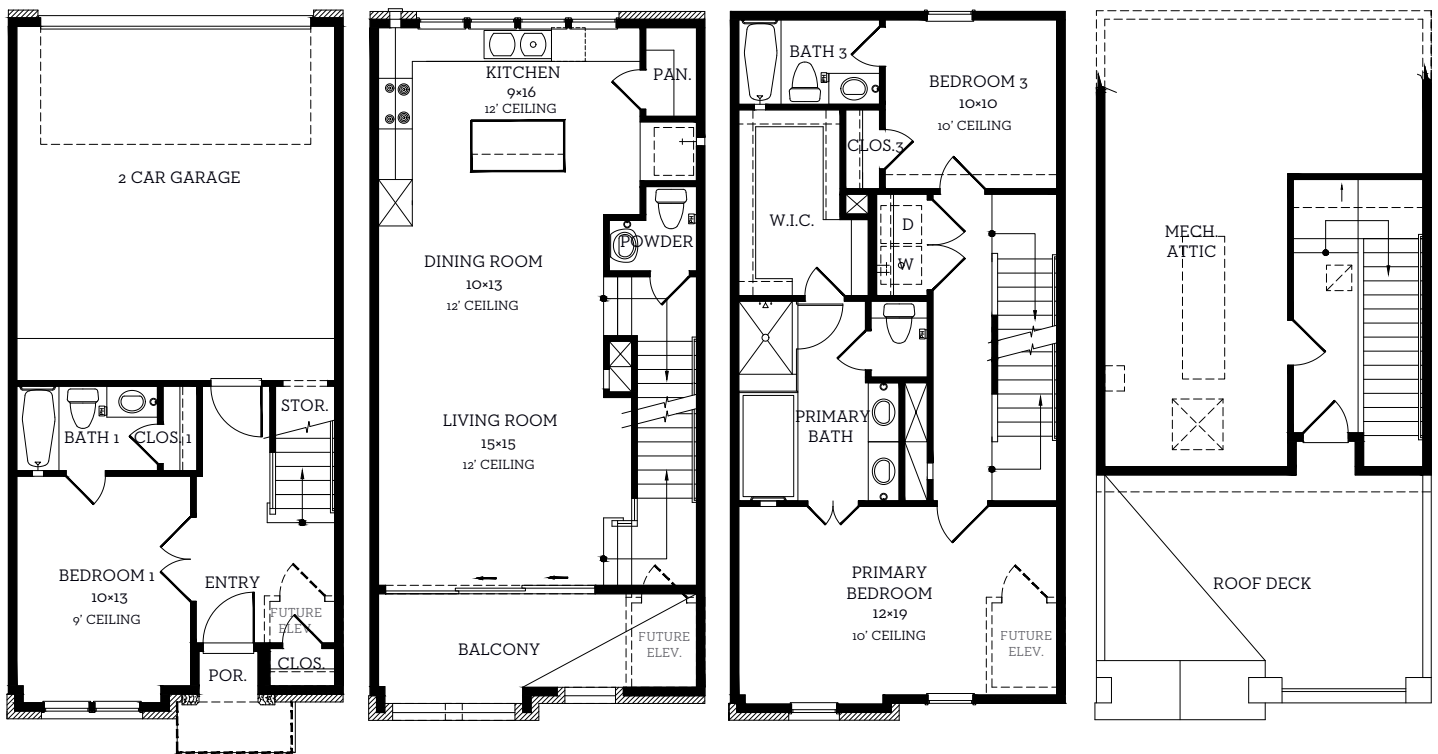 2 CAR GARAGE
STOR.
BATH 1
CLOS. 1
BEDROOM 1
10×13
9' CEILING
ENTRY
FUTURE
ELEV.
CLOS.
POR.
KITCHEN
9×16
12' CEILING
PAN.
POWDER
DINING ROOM
10×13
12' CEILING
LIVING ROOM
15×15
12' CEILING
BALCONY
FUTURE
ELEV.
BATH 3
BEDROOM 3
10×10
10' CEILING
CLOS.3
W.I.C.
D
W
PRIMARY
BATH
PRIMARY
BEDROOM
12×19
10' CEILING
FUTURE
ELEV.
MECH.
ATTIC
ROOF DECK